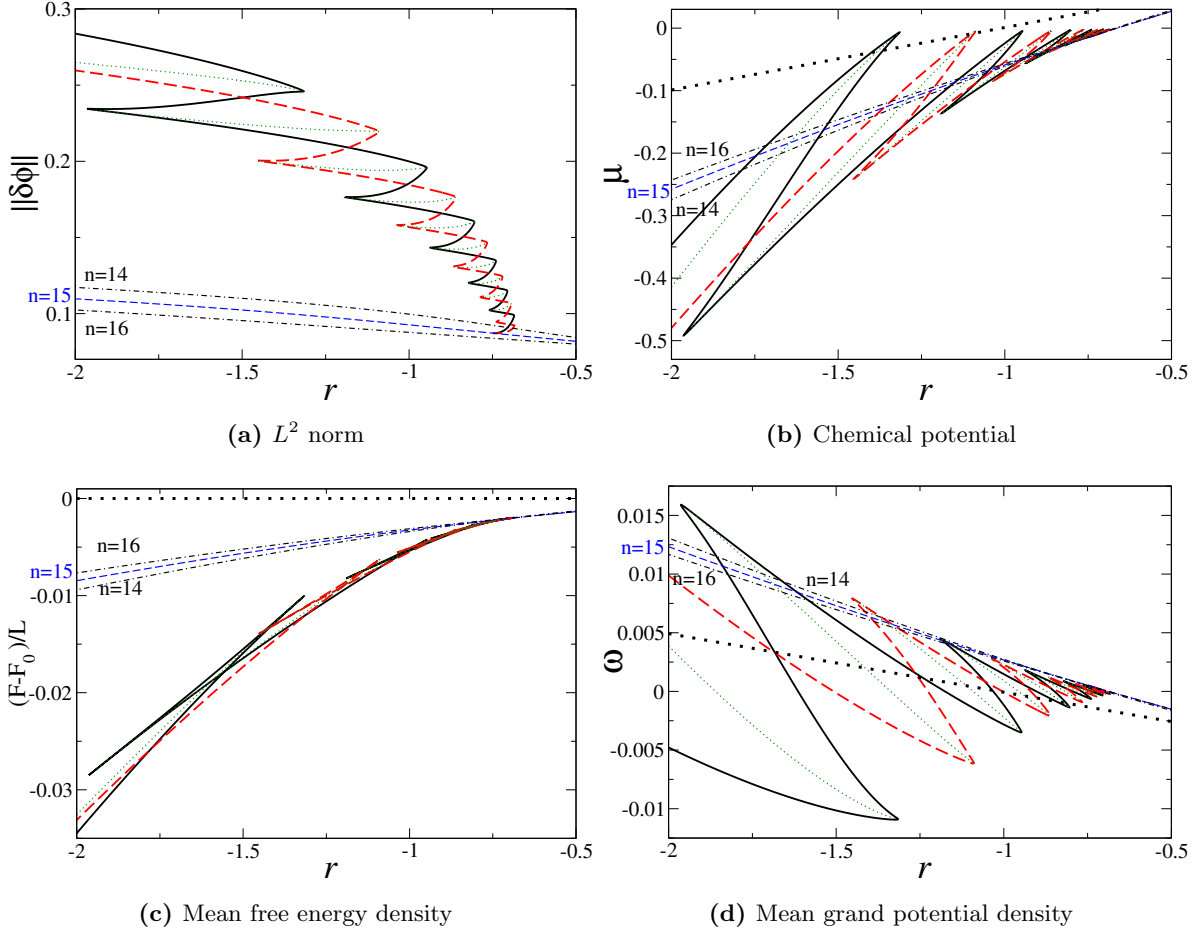 0.3
0.2
0.1
||δϕ||
n=14
n=15
n=16
-2
-1.5
-1
-0.5
r
(a) L² norm
0
-0.1
-0.2
-0.3
-0.4
-0.5
μ
n=16
n=15
n=14
-2
-1.5
-1
-0.5
r
(b) Chemical potential
0
-0.01
-0.02
-0.03
(F-F₀)/L
n=16
n=15
n=14
-2
-1.5
-1
-0.5
r
(c) Mean free energy density
0.015
0.01
0.005
0
-0.005
-0.01
ω
n=15
n=16
n=14
-2
-1.5
-1
-0.5
r
(d) Mean grand potential density